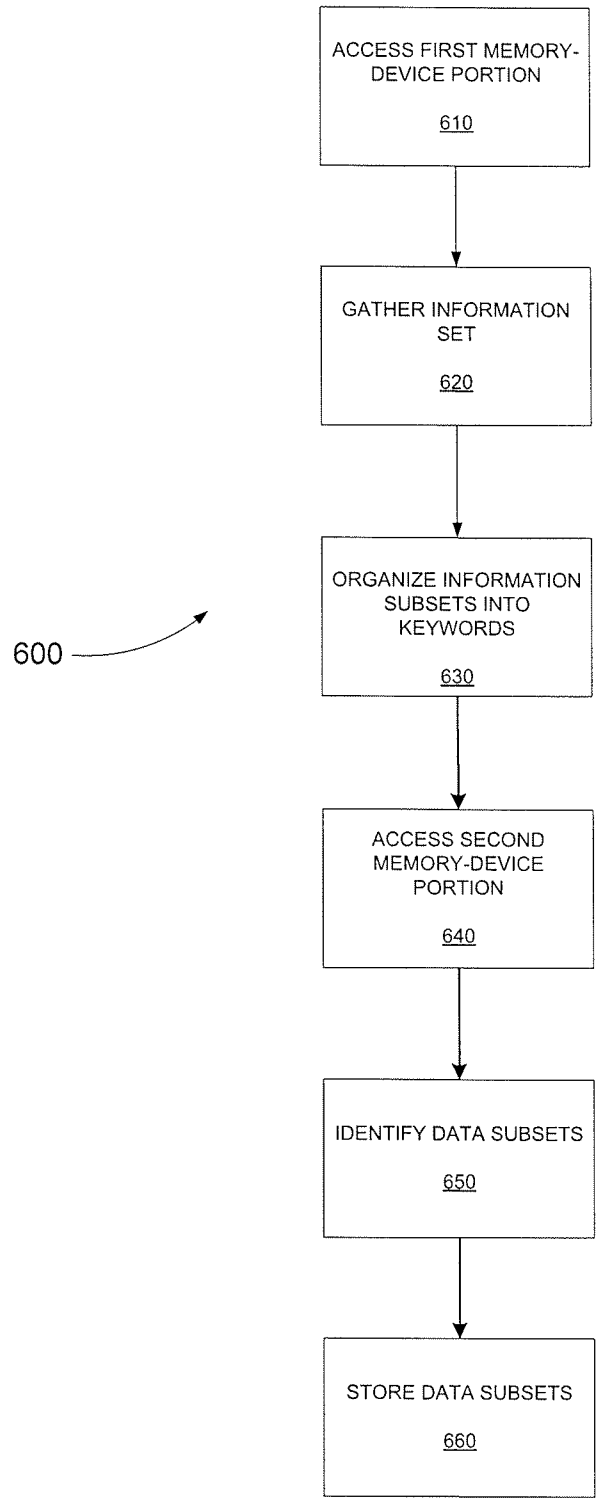 ACCESS FIRST MEMORY-
DEVICE PORTION
610
GATHER INFORMATION
SET
620
ORGANIZE INFORMATION
SUBSETS INTO
KEYWORDS
630
600
ACCESS SECOND
MEMORY-DEVICE
PORTION
640
IDENTIFY DATA SUBSETS
650
STORE DATA SUBSETS
660